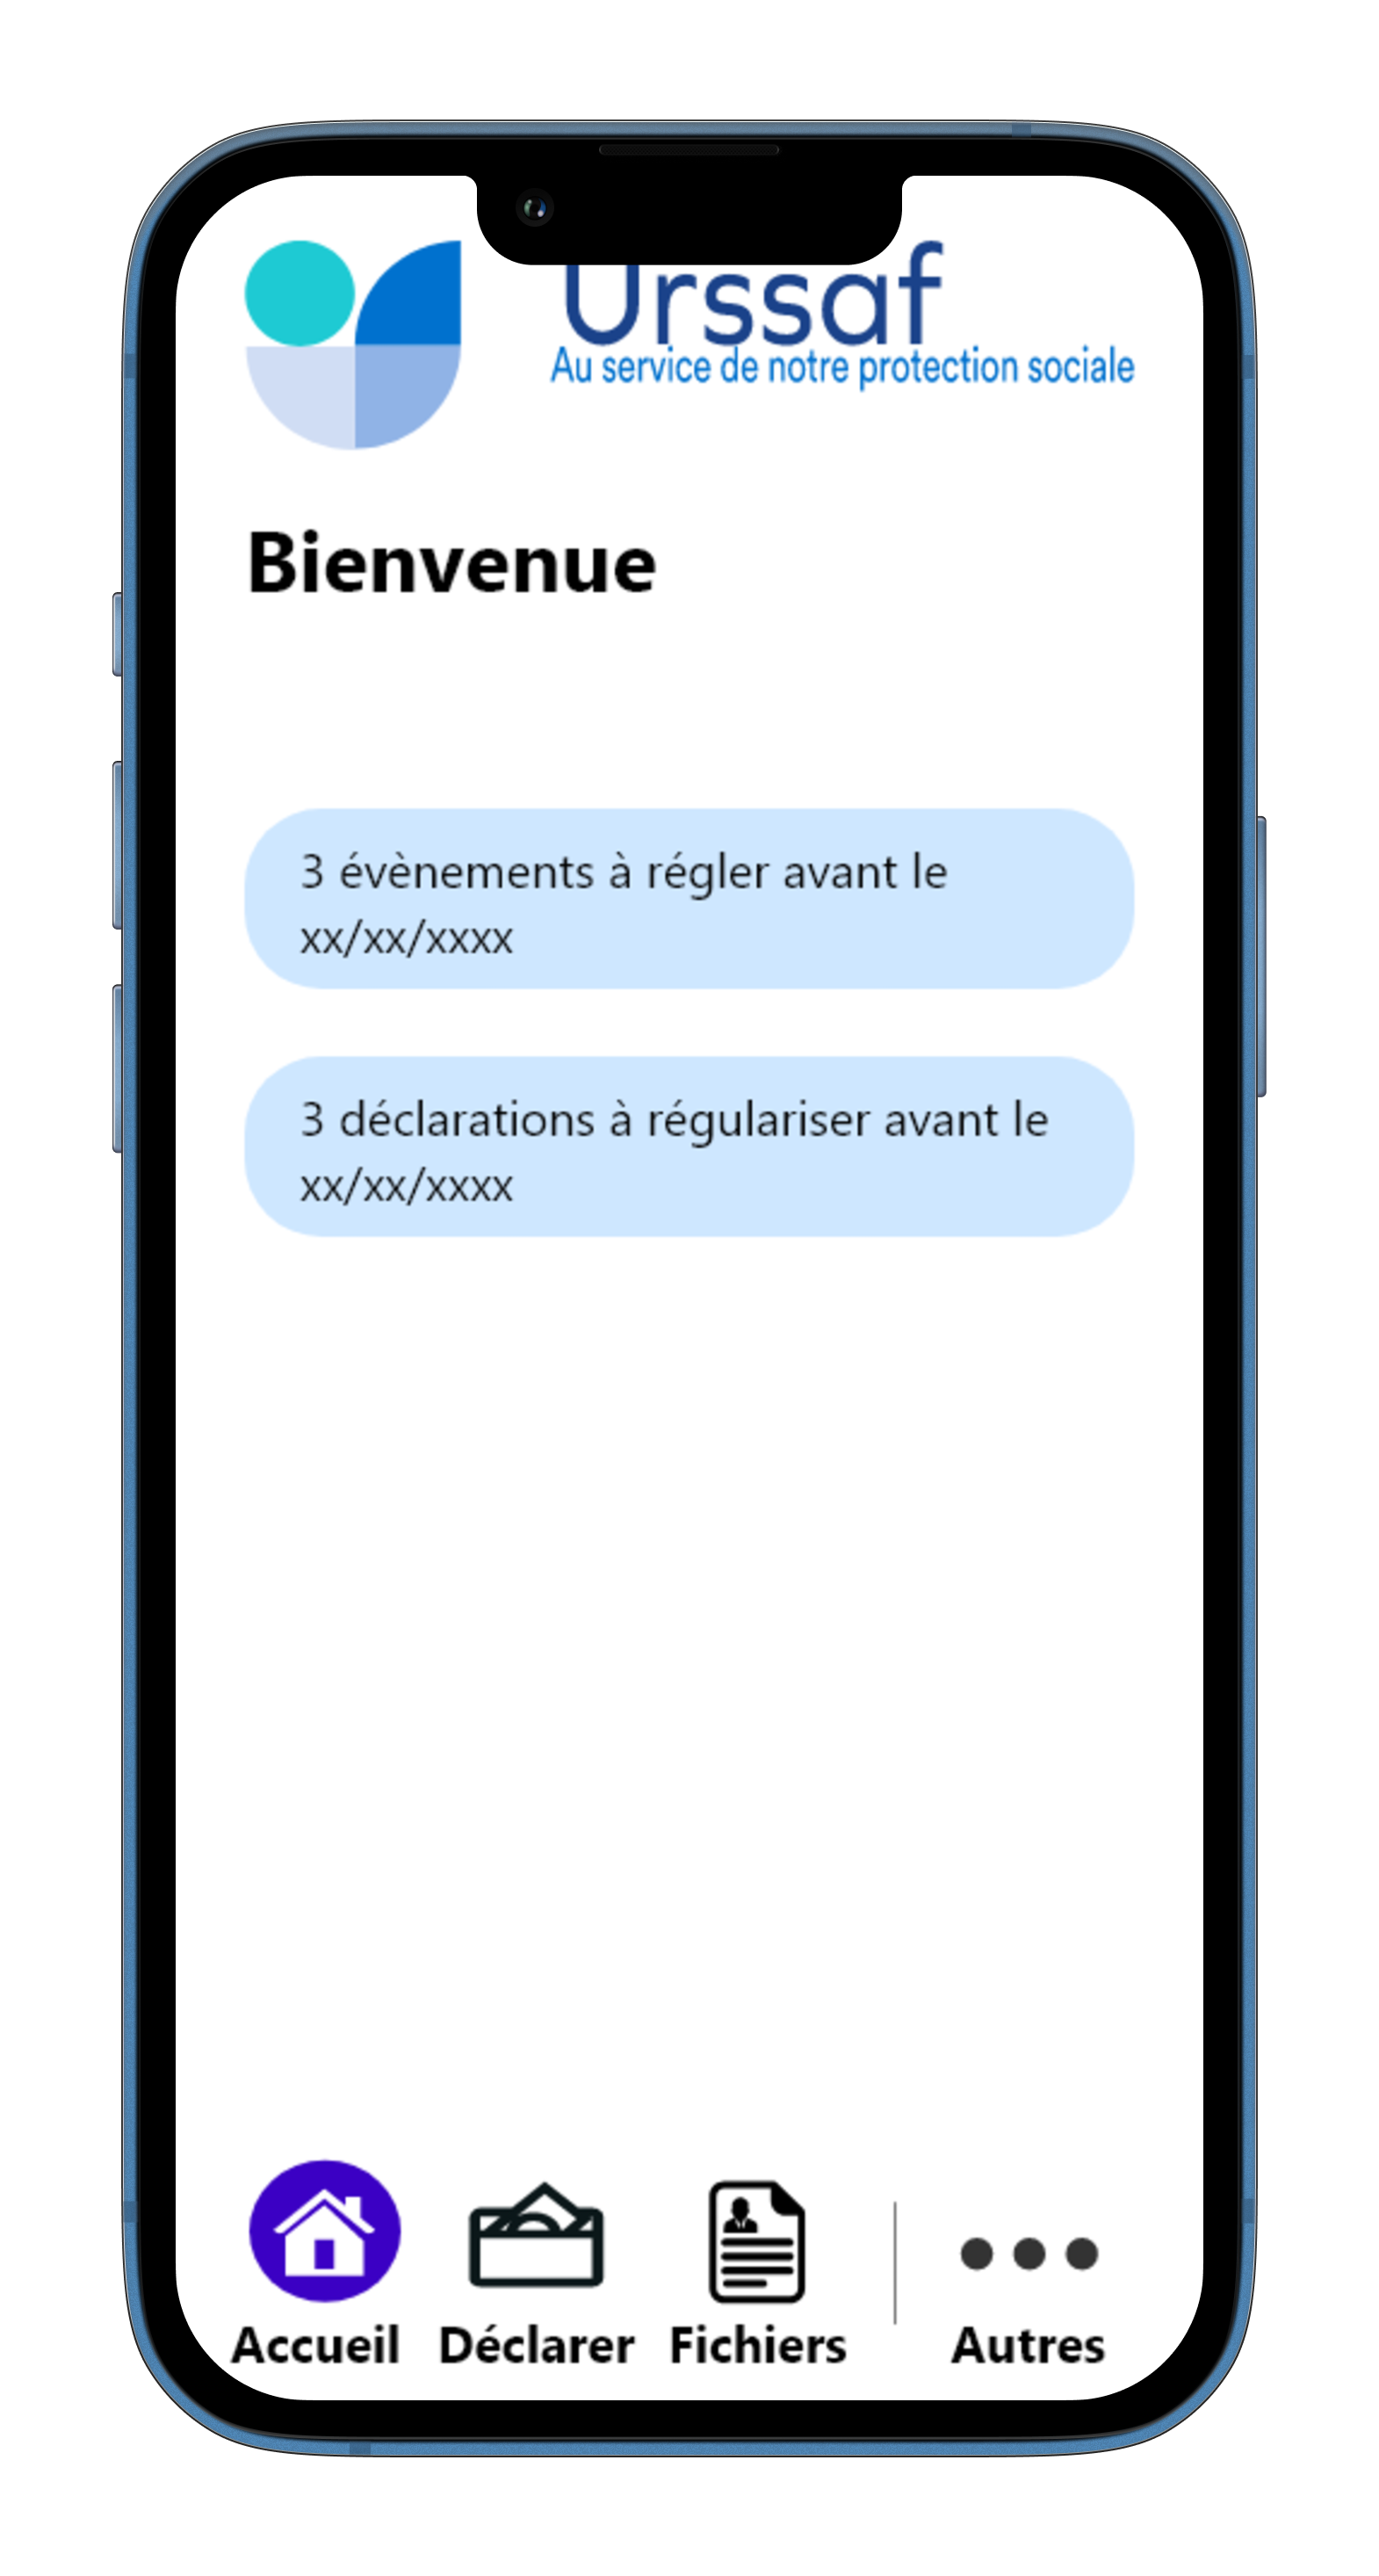 Urssaf
Au service de notre protection sociale
Bienvenue
3 évènements à régler avant le
xx/xx/xxxx
3 déclarations à régulariser avant le
xx/xx/xxxx
Accueil Déclarer Fichiers Autres